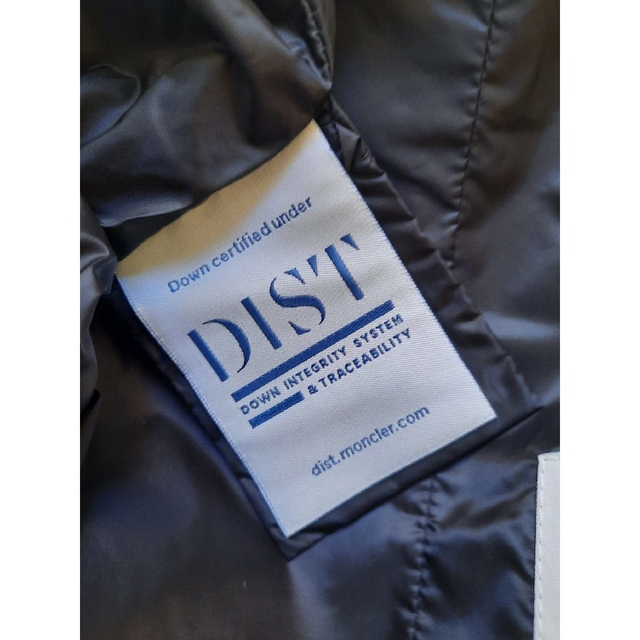 Down certified under
DIST
DOWN INTEGRITY SYSTEM
& TRACEABILITY
dist.moncler.com